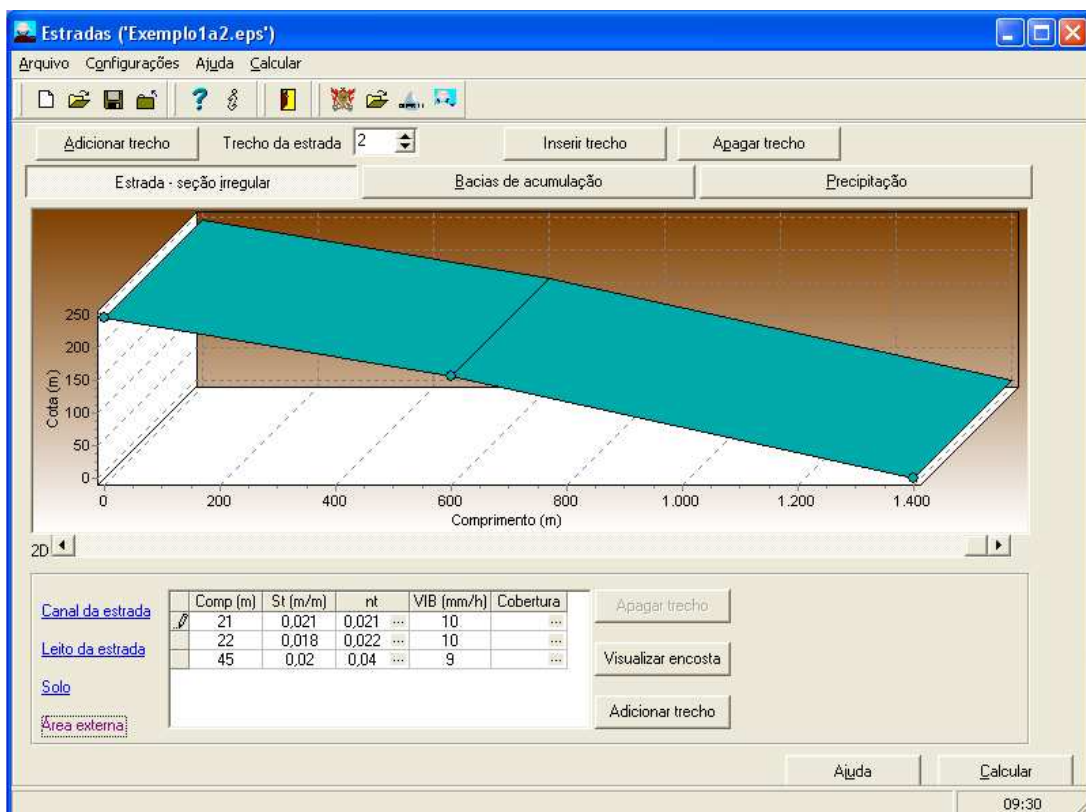 Estradas ('Exemplo1a2.eps')
Arquivo Configurações Ajuda Calcular
Adicionar trecho Trecho da estrada 2 Inserir trecho Apagar trecho
Estrada - seção irregular Bacias de acumulação Precipitação
250
200
150
100
50
0
Cota (m)
0 200 400 600 800 1.000 1.200 1.400
Comprimento (m)
2D
Canal da estrada
Leito da estrada
Solo
Área externa
Comp (m) St (m/m) nt VIB (mm/h) Cobertura
21 0,021 0,021 ... 10 ...
22 0,018 0,022 ... 10 ...
45 0,02 0,04 ... 9 ...
Apagar trecho
Visualizar encosta
Adicionar trecho
Ajuda Calcular
09:30